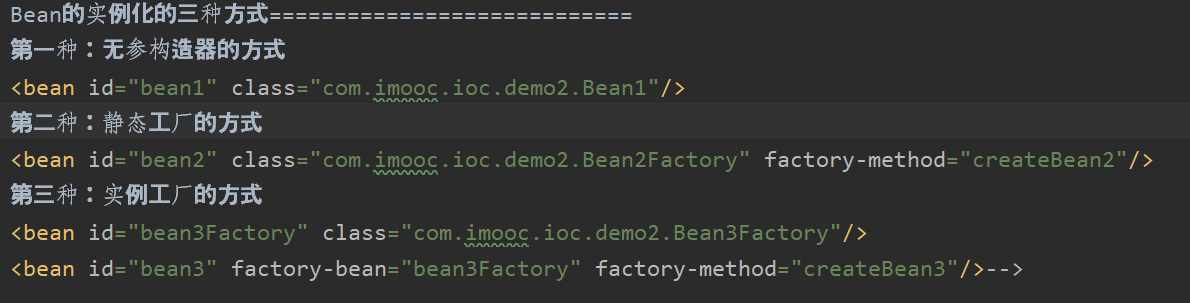 Bean的实例化的三种方式============================
第一种：无参构造器的方式
<bean id="bean1" class="com.imooc.ioc.demo2.Bean1"/>
第二种：静态工厂的方式
<bean id="bean2" class="com.imooc.ioc.demo2.Bean2Factory" factory-method="createBean2"/>
第三种：实例工厂的方式
<bean id="bean3Factory" class="com.imooc.ioc.demo2.Bean3Factory"/>
<bean id="bean3" factory-bean="bean3Factory" factory-method="createBean3"/>-->